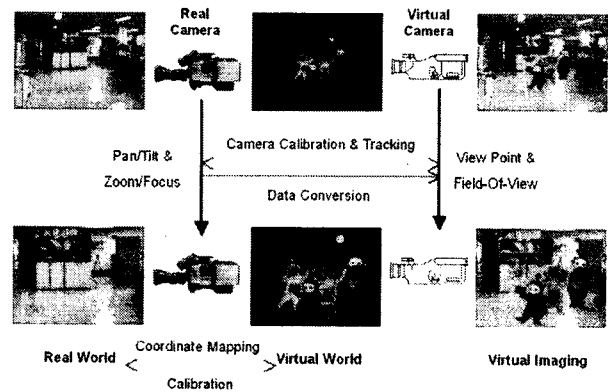 Real
Camera
Virtual
Camera
Pan/Tilt &
Zoom/Focus
Camera Calibration & Tracking
Data Conversion
View Point &
Field-Of-View
Real World
Coordinate Mapping
Calibration
Virtual World
Virtual Imaging